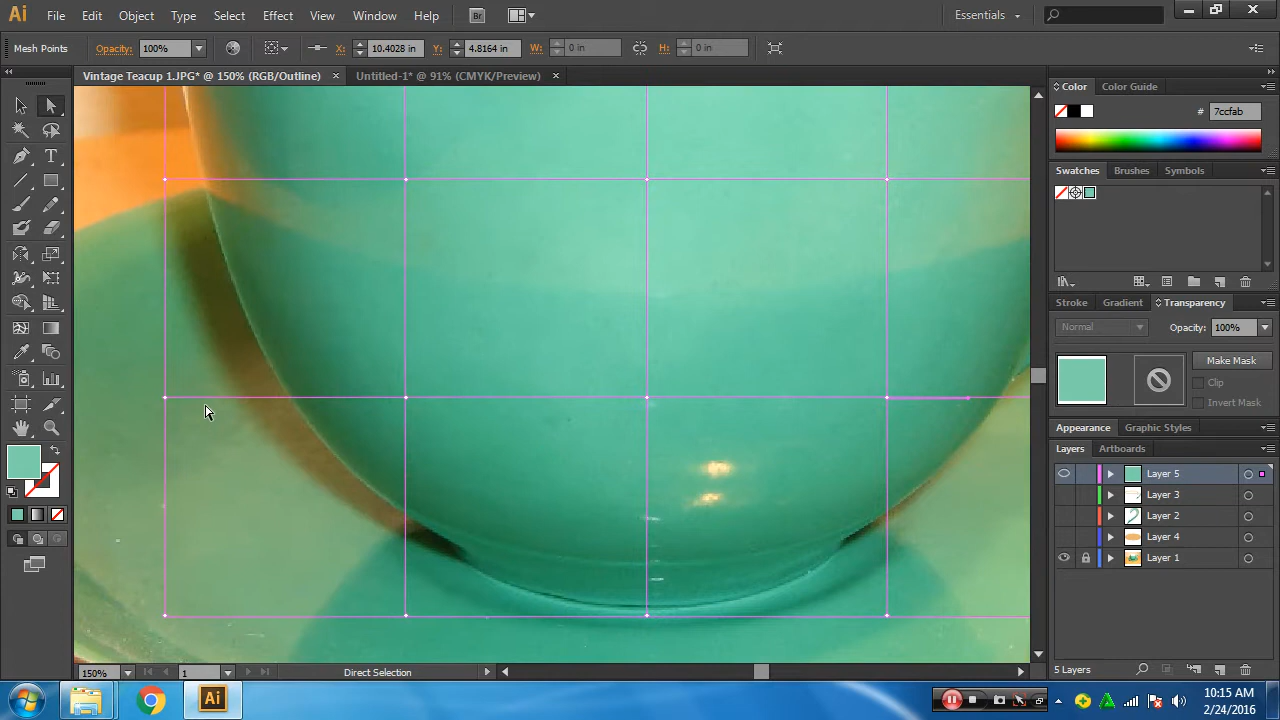 Ai File Edit Object Type Select Effect View Window Help Br Essentials
Mesh Points Opacity: 100% X: 10.4028 in Y: 4.8164 in W: 0 in H: 0 in
Vintage Teacup 1.JPG* @ 150% (RGB/Outline) × Untitled-1* @ 91% (CMYK/Preview) ×
Color Color Guide
# 7ccfab
Swatches Brushes Symbols
Stroke Gradient Transparency
Normal Opacity: 100%
Make Mask
Clip
Invert Mask
Appearance Graphic Styles
Layers Artboards
Layer 5
Layer 3
Layer 2
Layer 4
Layer 1
150% 1 Direct Selection 5 Layers
Ai 10:15 AM
2/24/2016